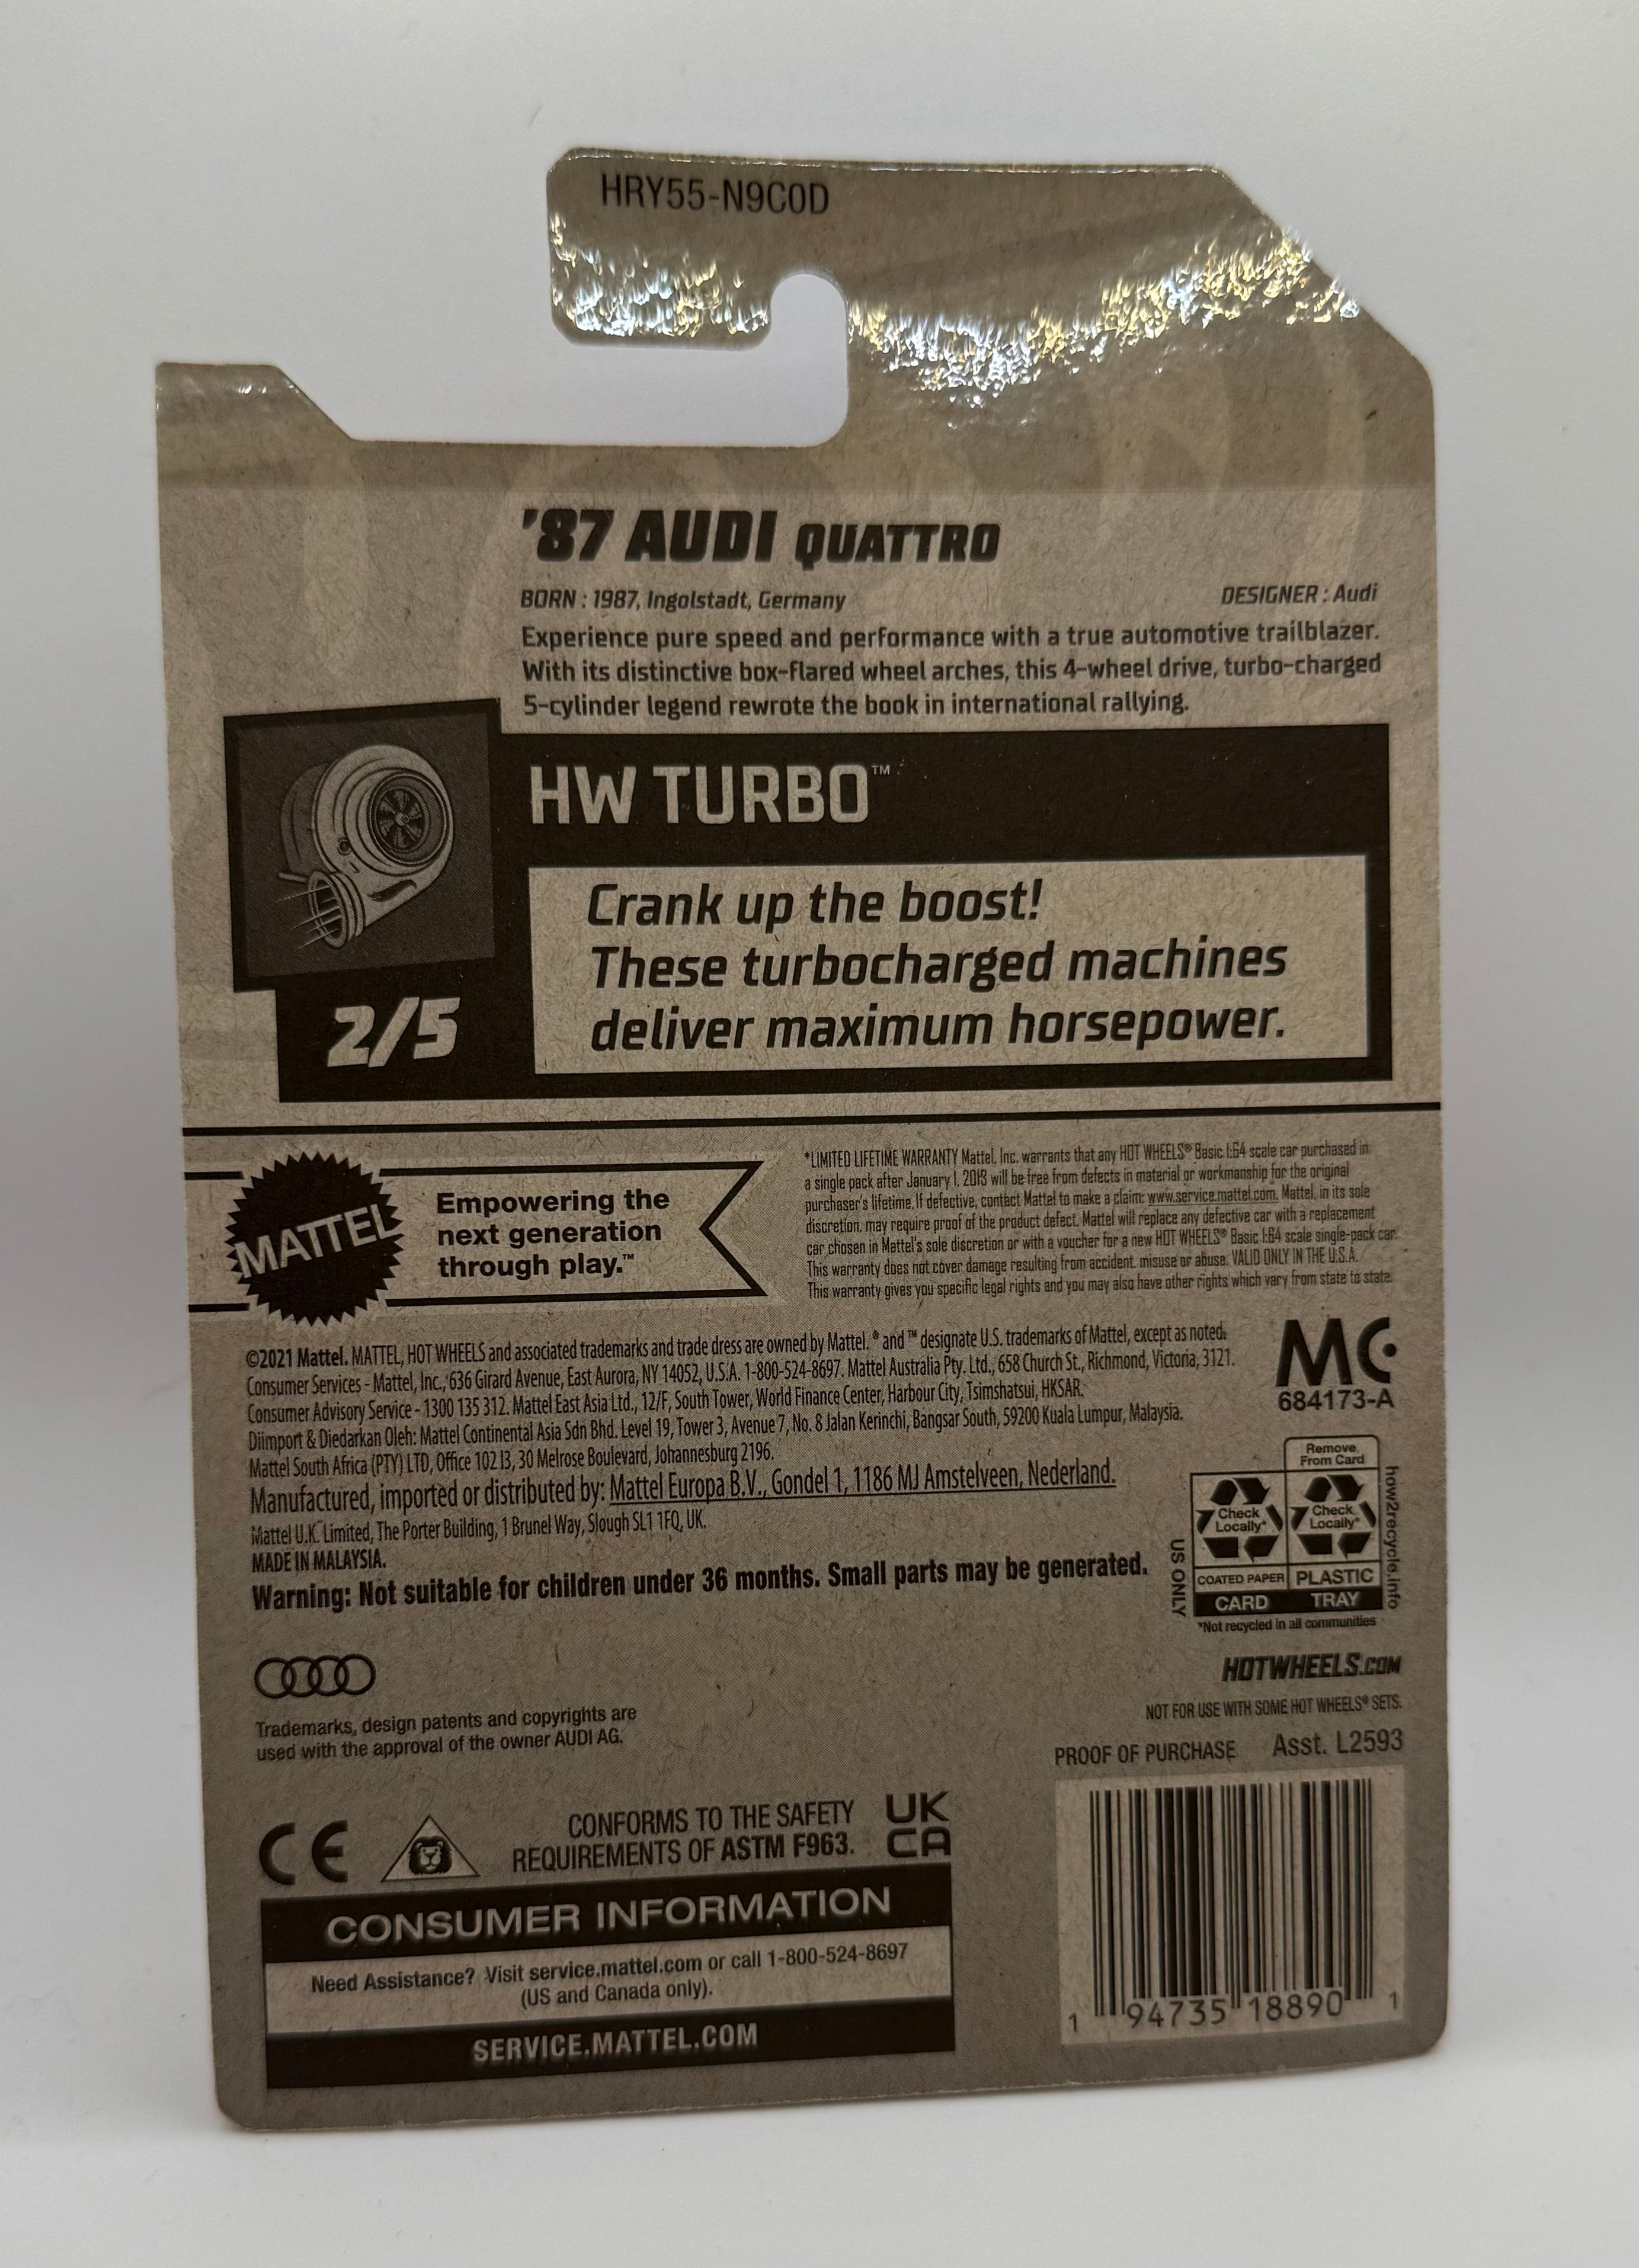 HRY55-N9C0D
'87 AUDI QUATTRO
BORN : 1987, Ingolstadt, Germany
DESIGNER : Audi
Experience pure speed and performance with a true automotive trailblazer.
With its distinctive box-flared wheel arches, this 4-wheel drive, turbo-charged
5-cylinder legend rewrote the book in international rallying.
HW TURBO™
Crank up the boost!
These turbocharged machines
deliver maximum horsepower.
2/5
MATTEL
Empowering the
next generation
through play.™
*LIMITED LIFETIME WARRANTY Mattel, Inc. warrants that any HOT WHEELS® Basic 1:64 scale car purchased in
a single pack after January 1, 2013 will be free from defects in material or workmanship for the original
purchaser's lifetime. If defective, contact Mattel to make a claim: www.service.mattel.com. Mattel, in its sole
discretion, may require proof of the product defect. Mattel will replace any defective car with a replacement
car chosen in Mattel's sole discretion or with a voucher for a new HOT WHEELS® Basic 1:64 scale single-pack car.
This warranty does not cover damage resulting from accident, misuse or abuse. VALID ONLY IN THE U.S.A.
This warranty gives you specific legal rights and you may also have other rights which vary from state to state.
©2021 Mattel. MATTEL, HOT WHEELS and associated trademarks and trade dress are owned by Mattel. ® and ™ designate U.S. trademarks of Mattel, except as noted.
Consumer Services - Mattel, Inc., 636 Girard Avenue, East Aurora, NY 14052, U.S.A. 1-800-524-8697. Mattel Australia Pty. Ltd., 658 Church St., Richmond, Victoria, 3121.
Consumer Advisory Service - 1300 135 312. Mattel East Asia Ltd., 12/F, South Tower, World Finance Center, Harbour City, Tsimshatsui, HKSAR.
Diimport & Diedarkan Oleh: Mattel Continental Asia Sdn Bhd. Level 19, Tower 3, Avenue 7, No. 8 Jalan Kerinchi, Bangsar South, 59200 Kuala Lumpur, Malaysia.
Mattel South Africa (PTY) LTD, Office 102 I3, 30 Melrose Boulevard, Johannesburg 2196.
Manufactured, imported or distributed by: Mattel Europa B.V., Gondel 1, 1186 MJ Amstelveen, Nederland.
Mattel U.K. Limited, The Porter Building, 1 Brunel Way, Slough SL1 1FQ, UK.
MADE IN MALAYSIA.
Warning: Not suitable for children under 36 months. Small parts may be generated.
MC
684173-A
Remove
From Card
Check
Locally*
Check
Locally*
COATED PAPER
PLASTIC
CARD
TRAY
US ONLY
how2recycle.info
*Not recycled in all communities
HOTWHEELS.COM
NOT FOR USE WITH SOME HOT WHEELS® SETS.
Trademarks, design patents and copyrights are
used with the approval of the owner AUDI AG.
PROOF OF PURCHASE
Asst. L2593
CE
CONFORMS TO THE SAFETY
REQUIREMENTS OF ASTM F963.
UK
CA
CONSUMER INFORMATION
Need Assistance? Visit service.mattel.com or call 1-800-524-8697
(US and Canada only).
SERVICE.MATTEL.COM
1 94735 18890 1